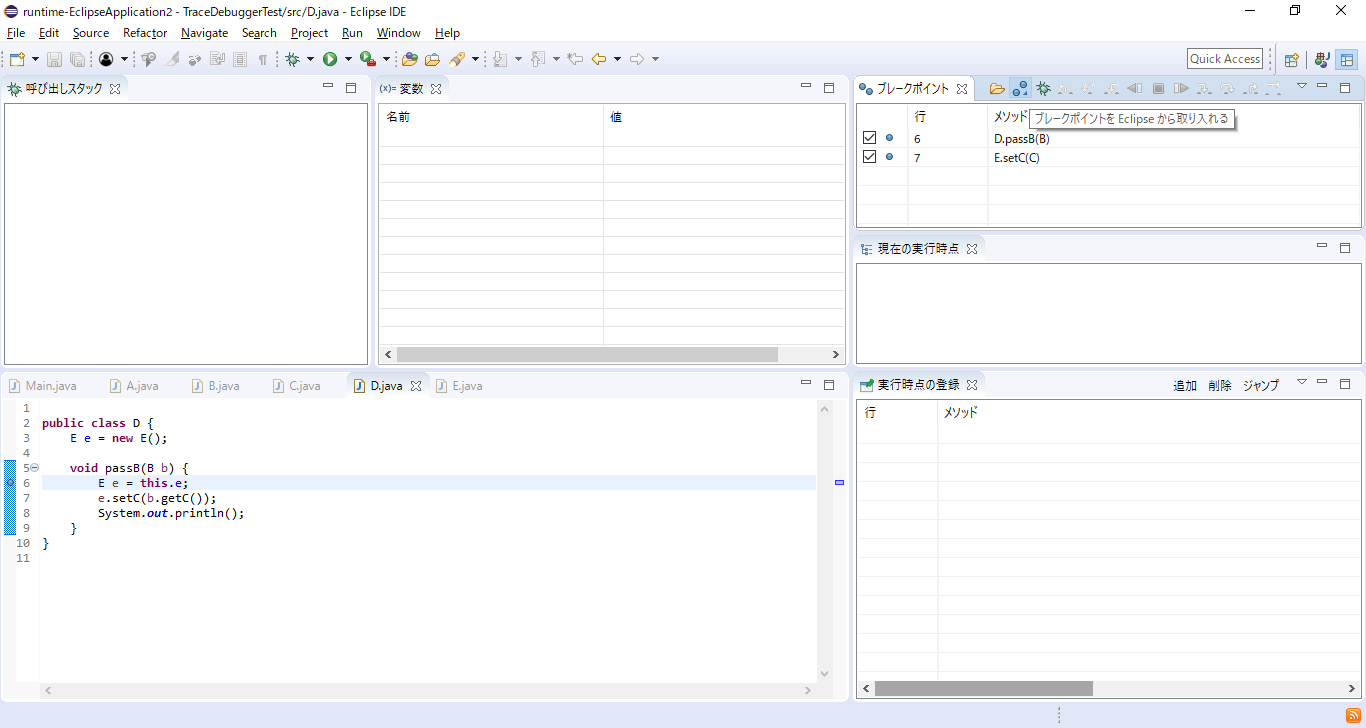 runtime-EclipseApplication2 - TraceDebuggerTest/src/D.java - Eclipse IDE
File Edit Source Refactor Navigate Search Project Run Window Help
Quick Access
呼び出しスタック
(x)= 変数
名前 値
ブレークポイント
行 メソッド
ブレークポイントを Eclipse から取り入れる
6 D.passB(B)
7 E.setC(C)
現在の実行時点
Main.java A.java B.java C.java D.java E.java
1
2 public class D {
3 E e = new E();
4
5 void passB(B b) {
6 E e = this.e;
7 e.setC(b.getC());
8 System.out.println();
9 }
10 }
11
実行時点の登録 追加 削除 ジャンプ
行 メソッド